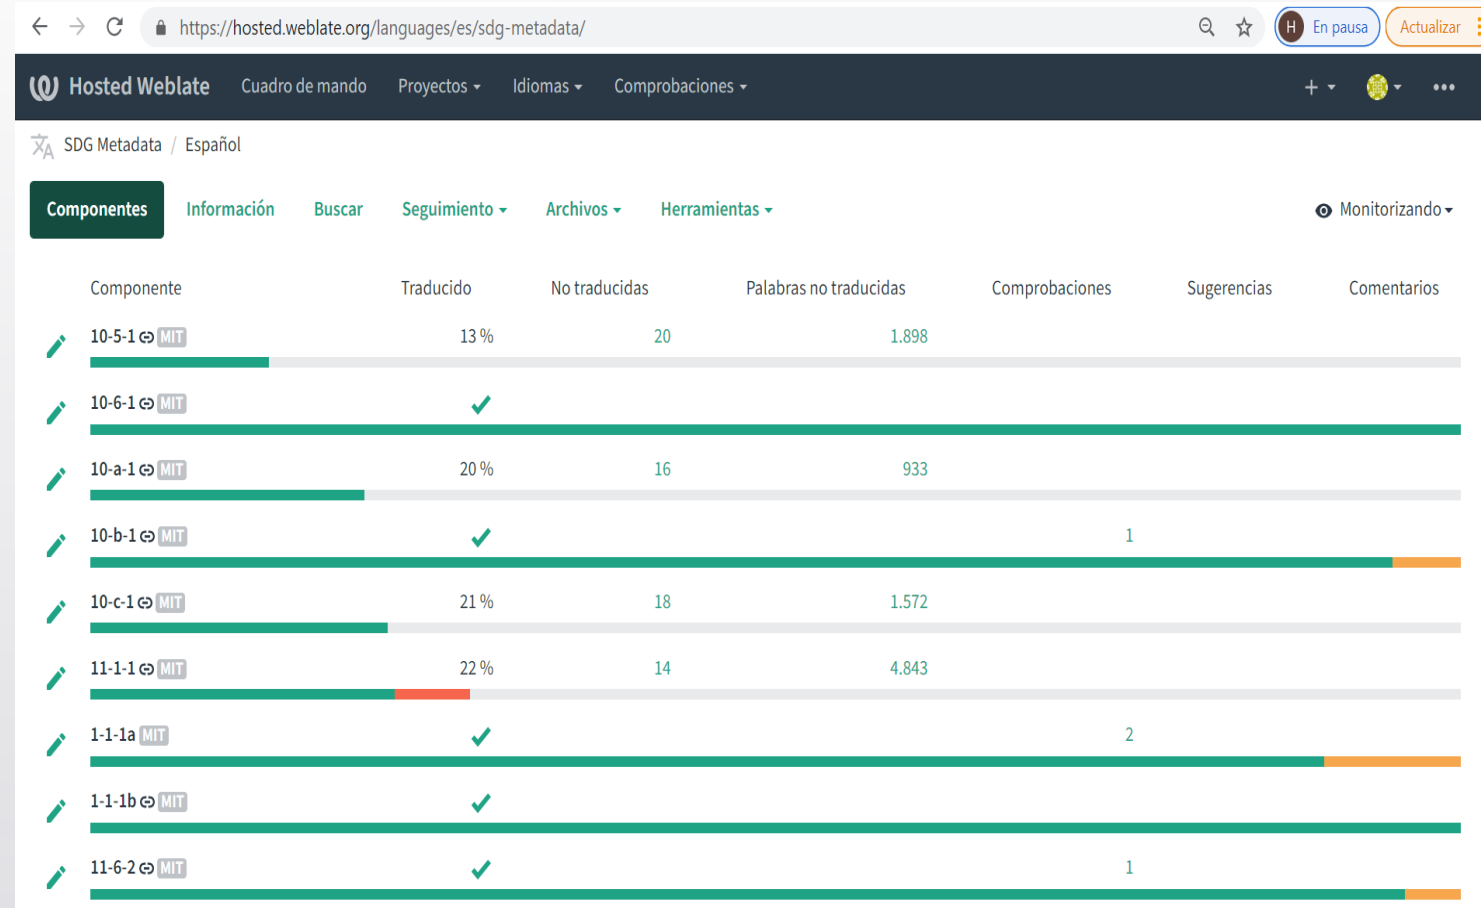 https://hosted.weblate.org/languages/es/sdg-metadata/ H En pausa Actualizar
Hosted Weblate Cuadro de mando Proyectos Idiomas Comprobaciones
SDG Metadata / Español
Componentes Información Buscar Seguimiento Archivos Herramientas Monitorizando
Componente Traducido No traducidas Palabras no traducidas Comprobaciones Sugerencias Comentarios
10-5-1 MIT 13 % 20 1.898
10-6-1 MIT
10-a-1 MIT 20 % 16 933
10-b-1 MIT 1
10-c-1 MIT 21 % 18 1.572
11-1-1 MIT 22 % 14 4.843
1-1-1a MIT 2
1-1-1b MIT
11-6-2 MIT 1